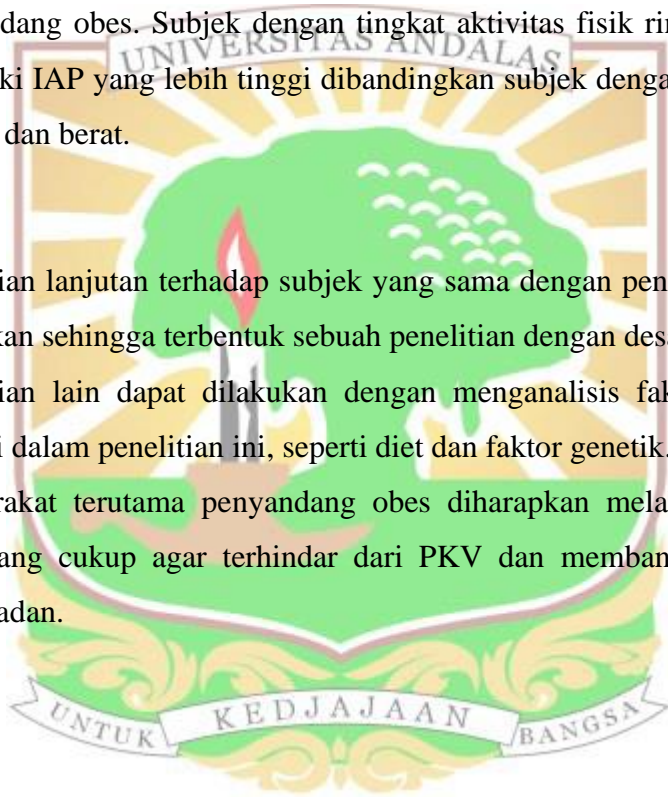 dang obes. Subjek dengan tingkat aktivitas fisik rin
UNIVERSITAS ANDALAS
ki IAP yang lebih tinggi dibandingkan subjek denga
dan berat.
ian lanjutan terhadap subjek yang sama dengan pen
kan sehingga terbentuk sebuah penelitian dengan desa
ian lain dapat dilakukan dengan menganalisis fak
i dalam penelitian ini, seperti diet dan faktor genetik.
rakat terutama penyandang obes diharapkan mela
ang cukup agar terhindar dari PKV dan memban
adan.
UNTUK KEDJAJAAN BANGSA